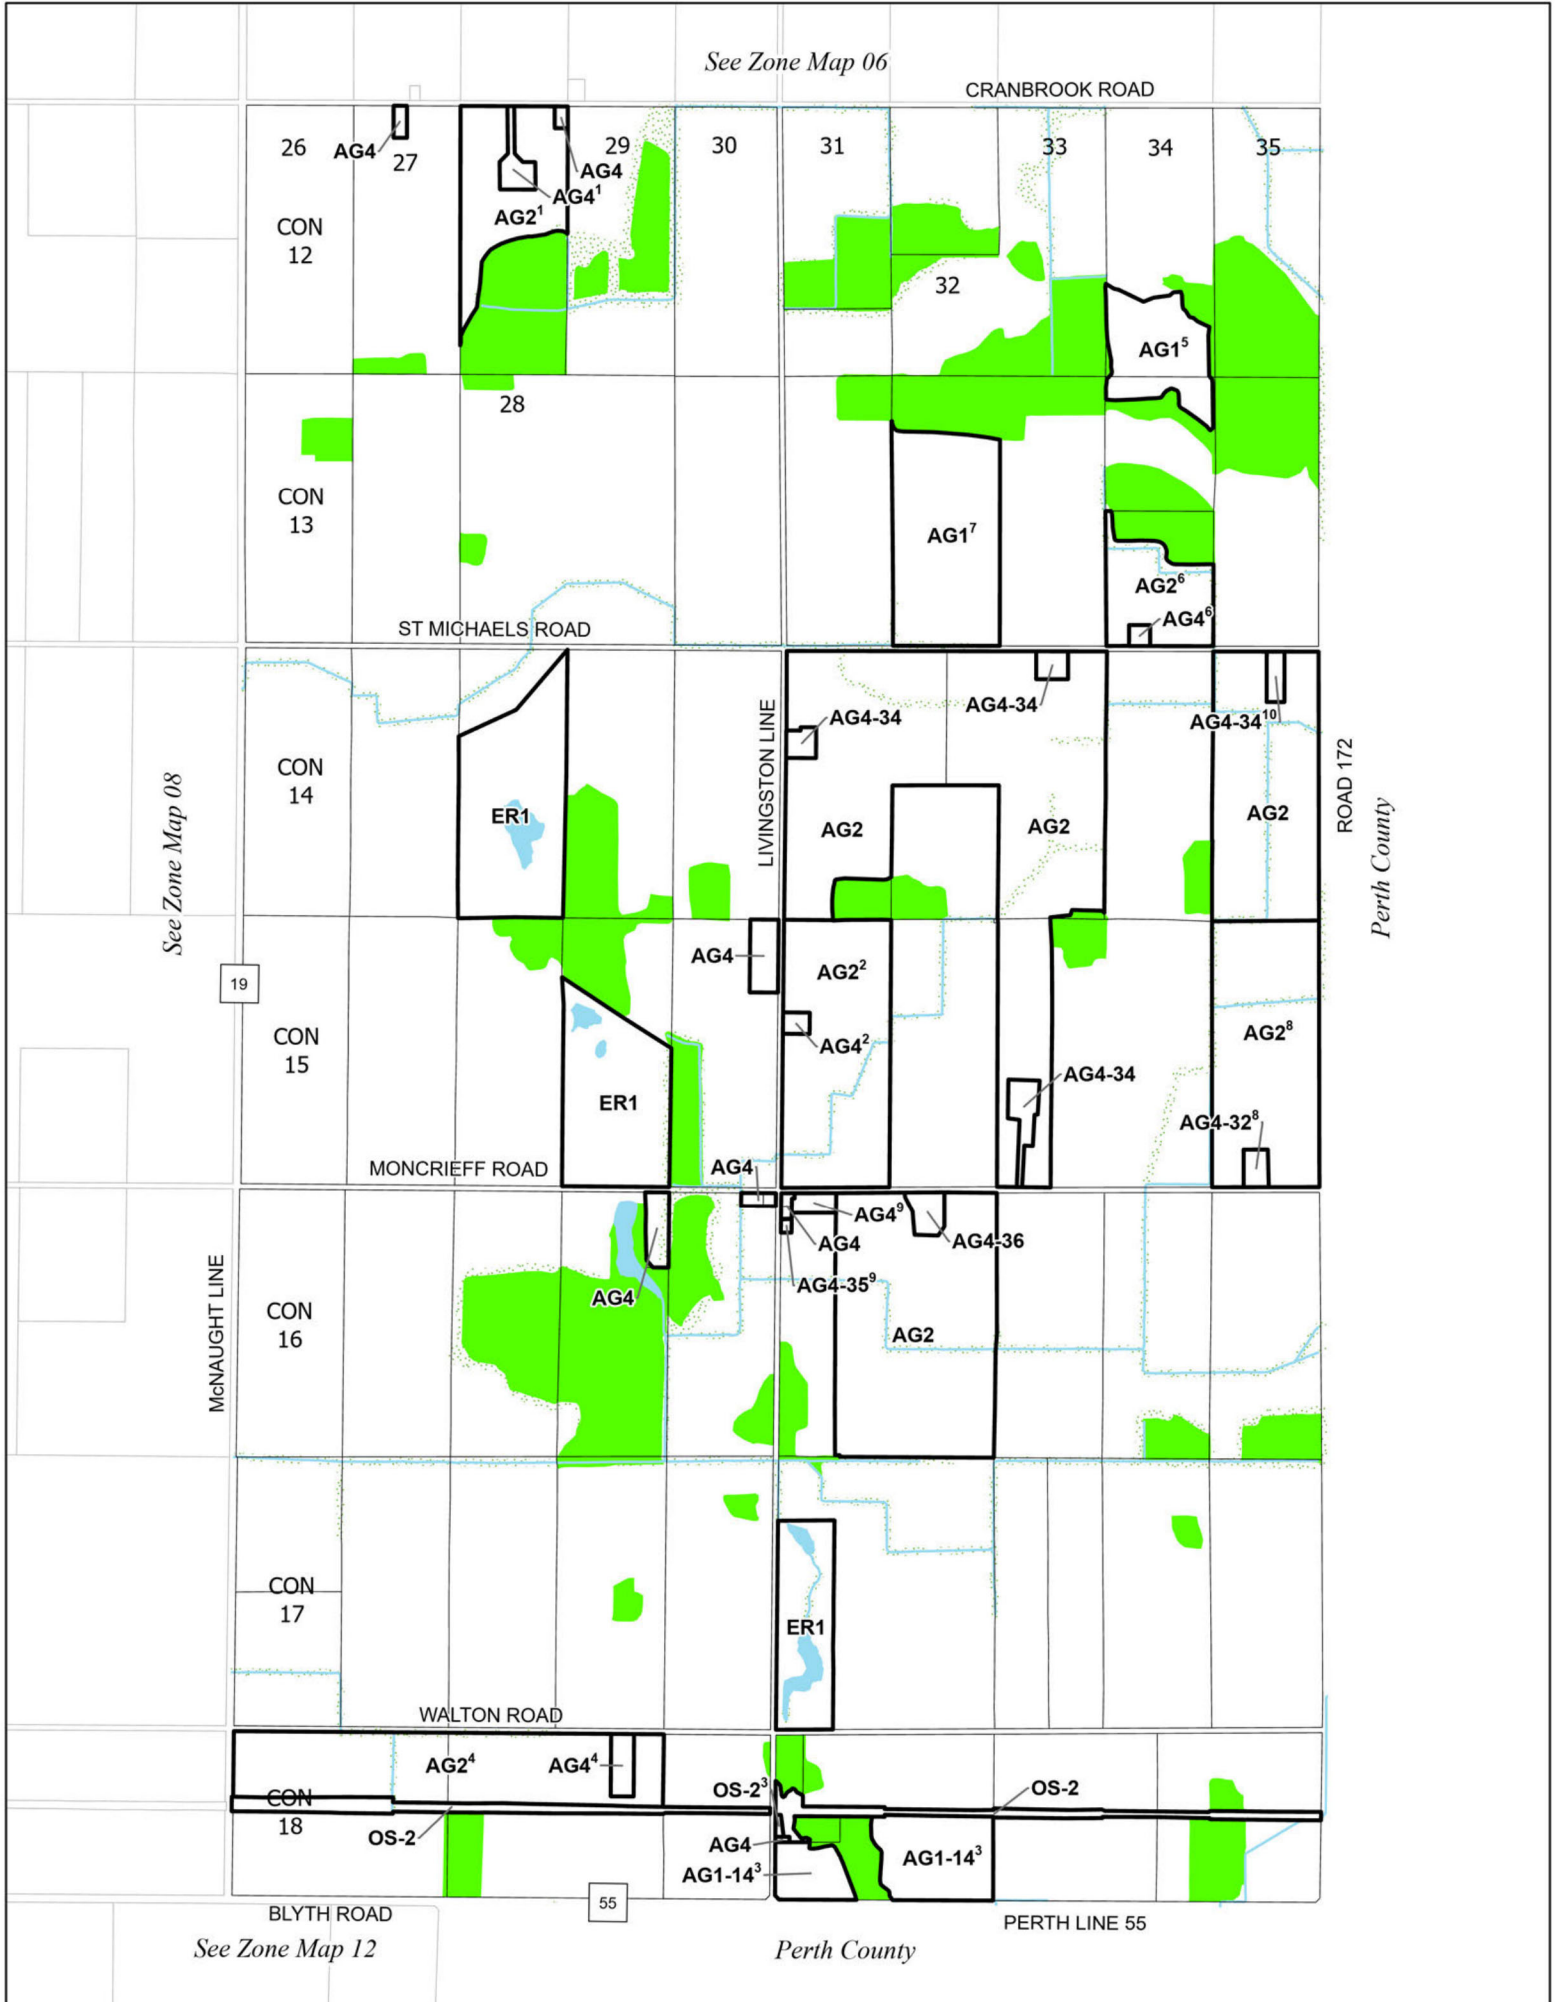 See Zone Map 06
CRANBROOK ROAD
26
AG4
27
29
30
31
33
34
35
AG4
AG4¹
AG2¹
CON
12
32
AG1⁵
28
CON
13
AG1⁷
AG2⁶
AG4⁶
ST MICHAELS ROAD
AG4-34
AG4-34
AG4-34¹⁰
LIVINGSTON LINE
ROAD 172
See Zone Map 08
CON
14
ER1
AG2
AG2
AG2
Perth County
AG4
AG2²
19
CON
15
AG4²
AG2⁸
AG4-34
ER1
AG4-32⁸
MONCRIEFF ROAD
AG4
AG4⁹
AG4
AG4-36
AG4-35⁹
AG4
McNAUGHT LINE
CON
16
AG2
CON
17
ER1
WALTON ROAD
AG2⁴
AG4⁴
OS-2³
OS-2
CON
18
OS-2
AG4
AG1-14³
AG1-14³
55
BLYTH ROAD
PERTH LINE 55
See Zone Map 12
Perth County